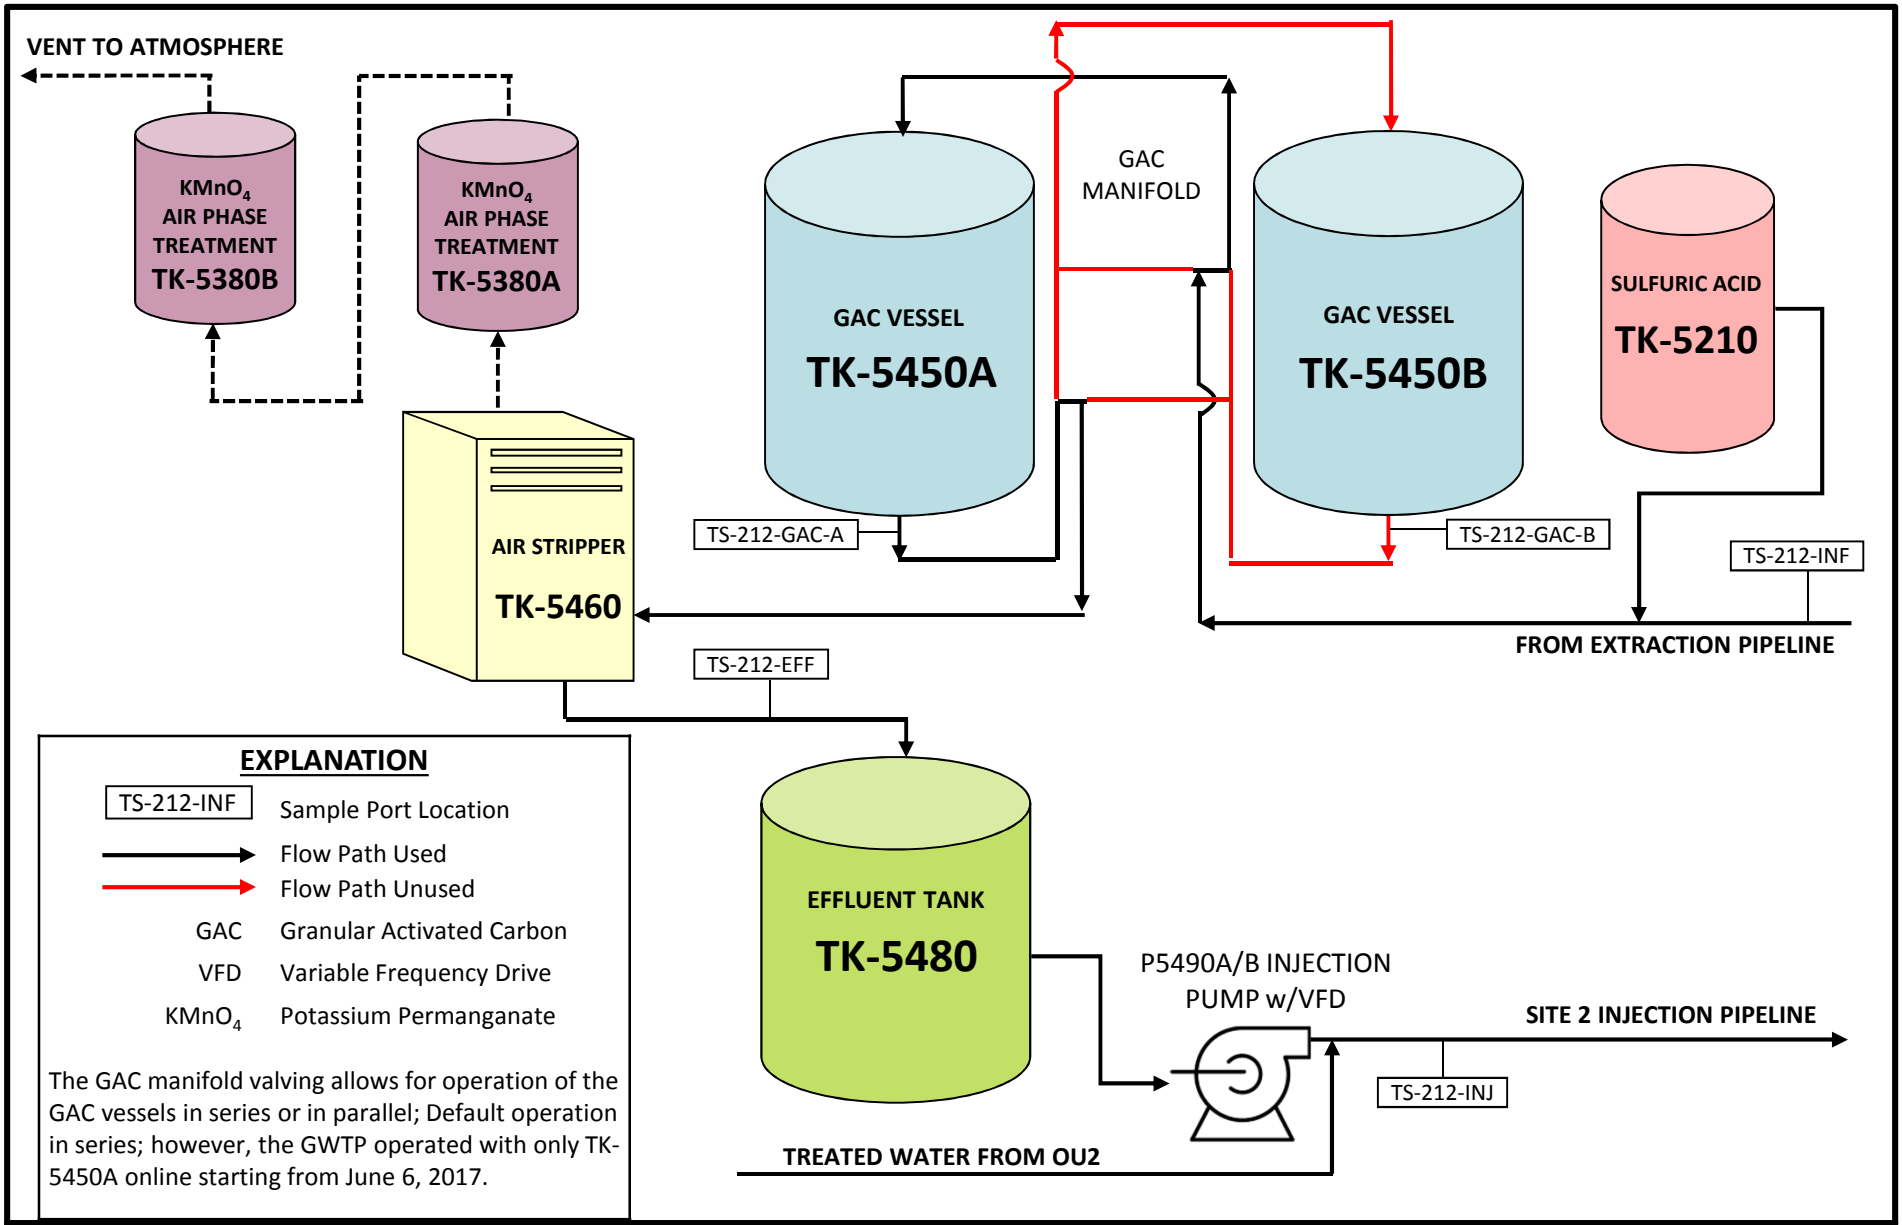 VENT TO ATMOSPHERE
KMnO4
AIR PHASE
TREATMENT
TK-5380B
KMnO4
AIR PHASE
TREATMENT
TK-5380A
GAC
MANIFOLD
GAC VESSEL
TK-5450A
GAC VESSEL
TK-5450B
SULFURIC ACID
TK-5210
TS-212-GAC-A
TS-212-GAC-B
TS-212-INF
AIR STRIPPER
TK-5460
FROM EXTRACTION PIPELINE
TS-212-EFF
EXPLANATION
TS-212-INF Sample Port Location
Flow Path Used
Flow Path Unused
GAC Granular Activated Carbon
VFD Variable Frequency Drive
KMnO4 Potassium Permanganate
The GAC manifold valving allows for operation of the
GAC vessels in series or in parallel; Default operation
in series; however, the GWTP operated with only TK-
5450A online starting from June 6, 2017.
EFFLUENT TANK
TK-5480
P5490A/B INJECTION
PUMP w/VFD
SITE 2 INJECTION PIPELINE
TS-212-INJ
TREATED WATER FROM OU2